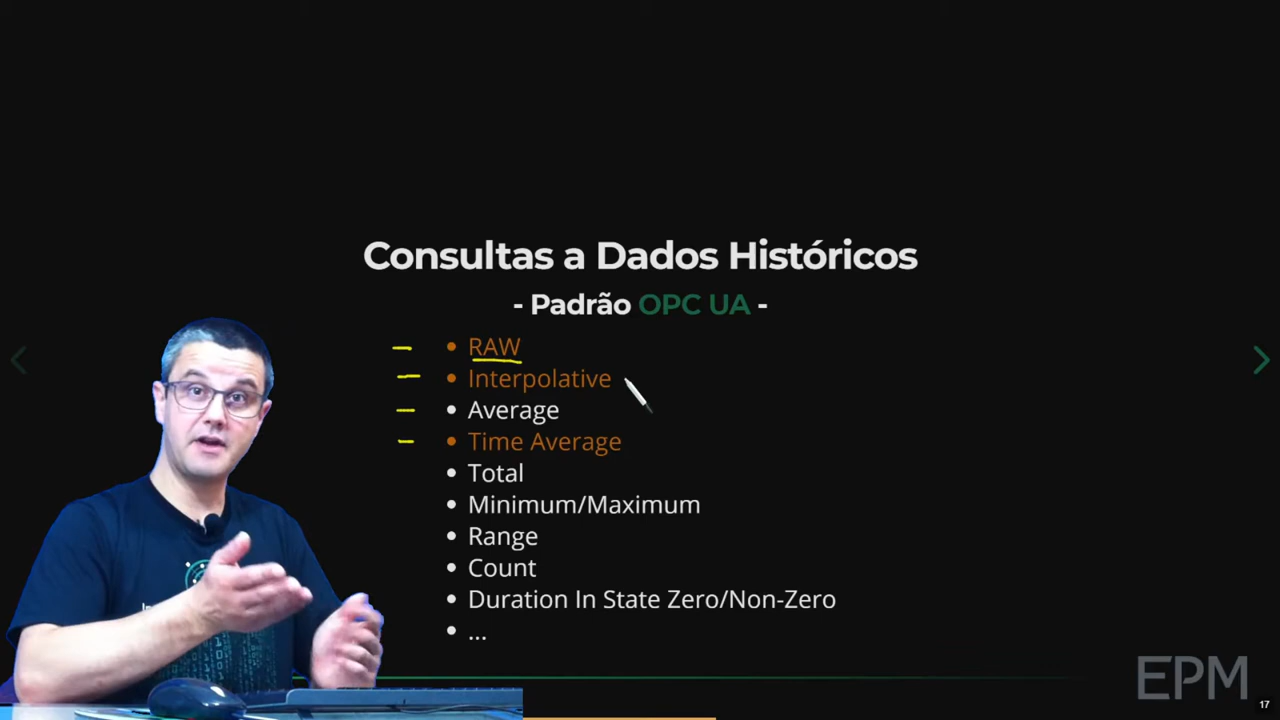 Consultas a Dados Históricos
- Padrão OPC UA -
• RAW
• Interpolative
• Average
• Time Average
• Total
• Minimum/Maximum
• Range
• Count
• Duration In State Zero/Non-Zero
• ...
EPM
17